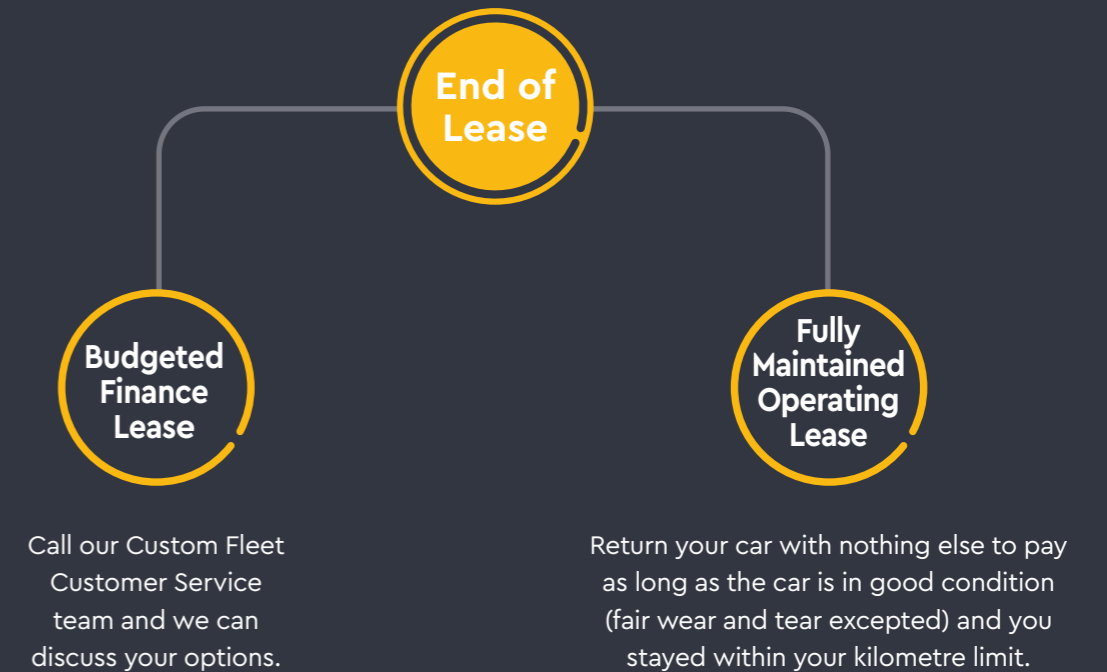 End of
Lease
Budgeted
Finance
Lease
Fully
Maintained
Operating
Lease
Call our Custom Fleet
Customer Service
team and we can
discuss your options.
Return your car with nothing else to pay
as long as the car is in good condition
(fair wear and tear excepted) and you
stayed within your kilometre limit.